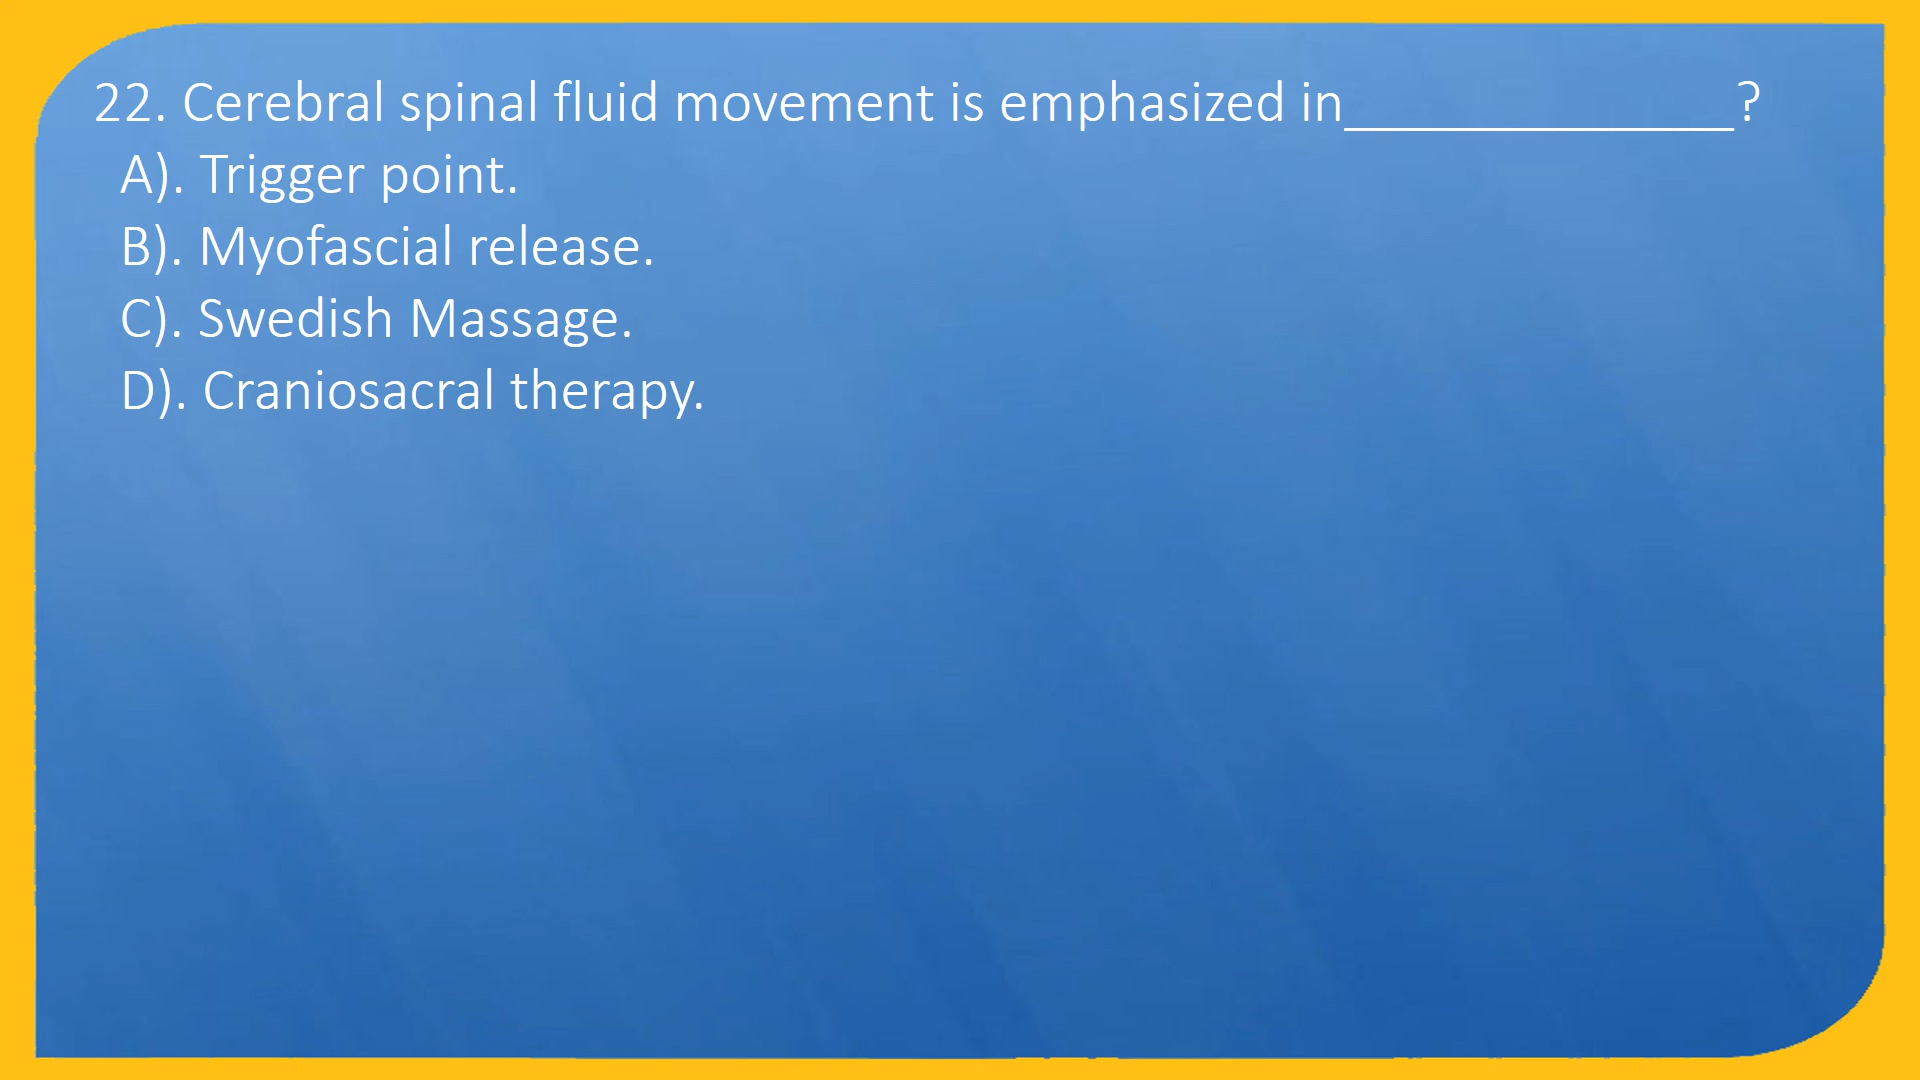 22. Cerebral spinal fluid movement is emphasized in_______________?
A). Trigger point.
B). Myofascial release.
C). Swedish Massage.
D). Craniosacral therapy.